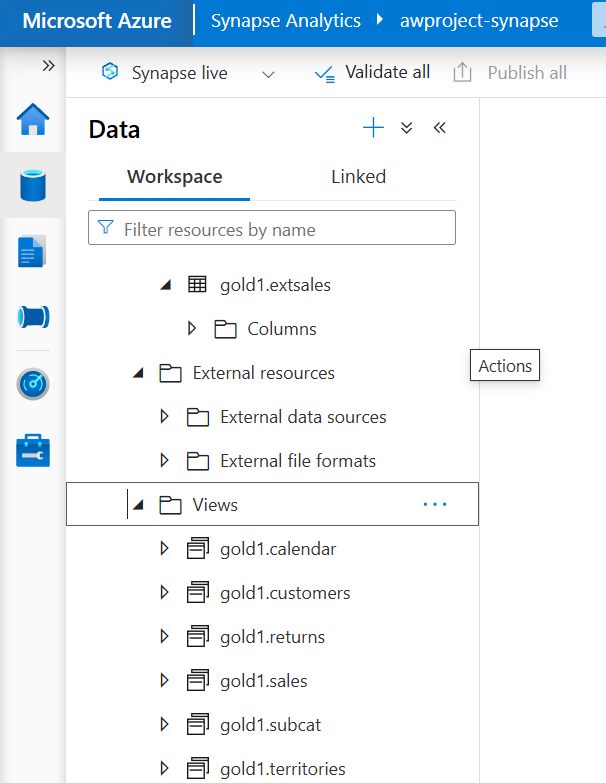 Microsoft Azure Synapse Analytics awproject-synapse
Synapse live Validate all Publish all
Data
Workspace Linked
Filter resources by name
gold1.extsales
Columns
External resources
Actions
External data sources
External file formats
Views
gold1.calendar
gold1.customers
gold1.returns
gold1.sales
gold1.subcat
gold1.territories